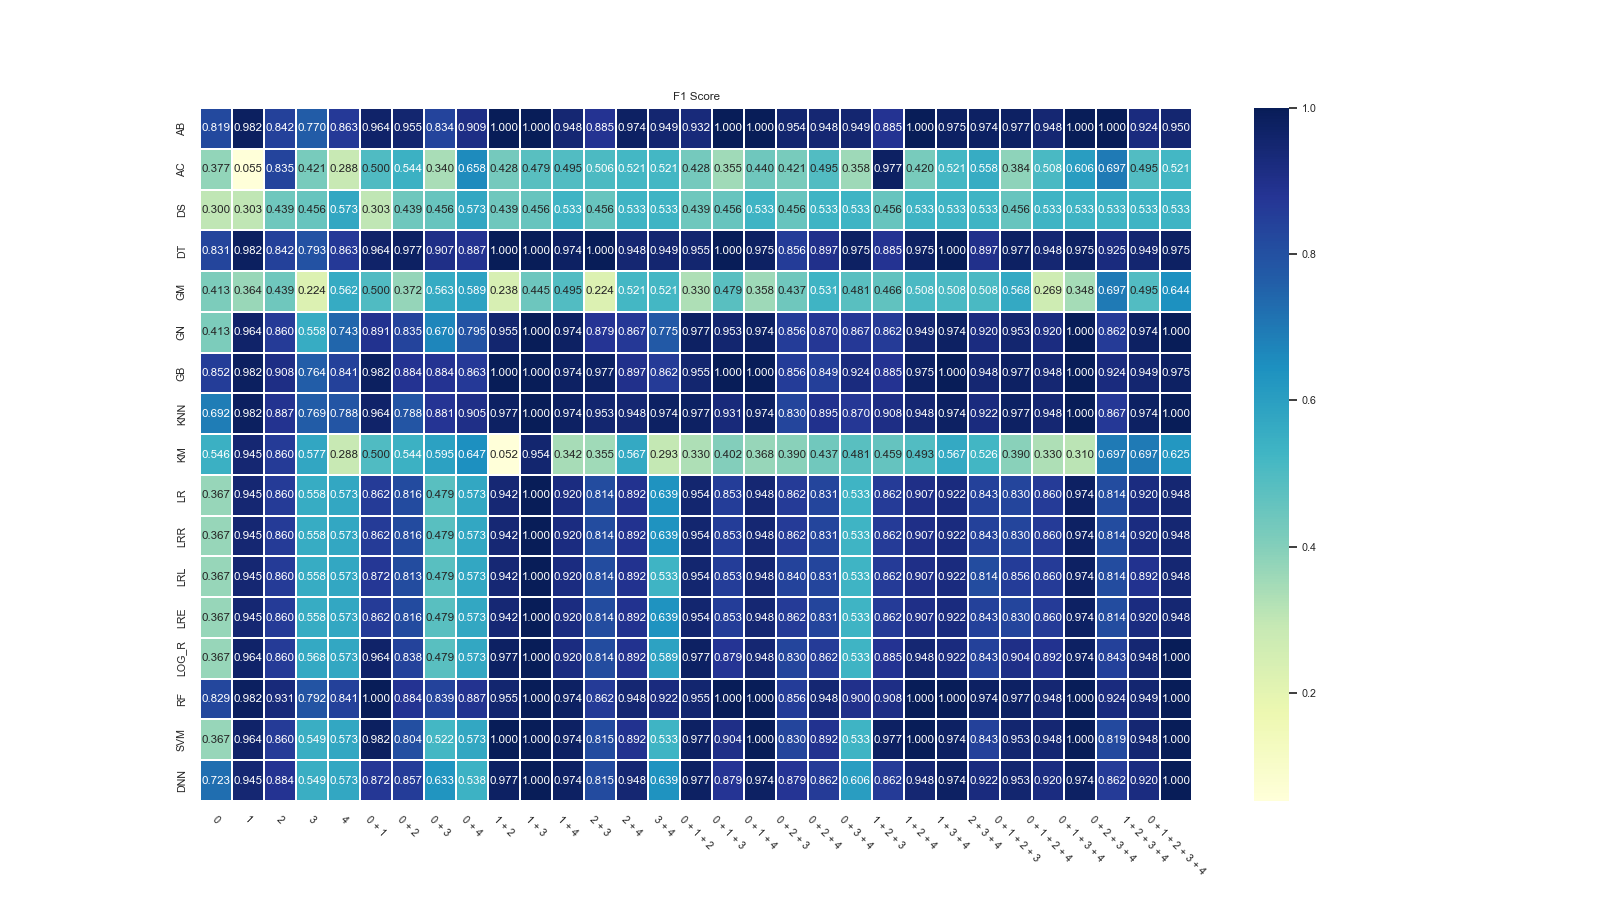 F1 Score
AB 0.819 0.982 0.842 0.770 0.863 0.964 0.955 0.834 0.909 1.000 1.000 0.948 0.885 0.974 0.949 0.932 1.000 1.000 0.954 0.948 0.949 0.885 1.000 0.975 0.974 0.977 0.948 1.000 1.000 0.924 0.950
1.0
AC 0.377 0.055 0.835 0.421 0.288 0.500 0.544 0.340 0.658 0.428 0.479 0.495 0.506 0.521 0.521 0.428 0.355 0.440 0.421 0.495 0.358 0.977 0.420 0.521 0.558 0.384 0.508 0.606 0.697 0.495 0.521
DS 0.300 0.303 0.439 0.456 0.573 0.303 0.439 0.456 0.573 0.439 0.456 0.533 0.456 0.533 0.533 0.439 0.456 0.533 0.456 0.533 0.533 0.456 0.533 0.533 0.533 0.456 0.533 0.533 0.533 0.533 0.533
DT 0.831 0.982 0.842 0.793 0.863 0.964 0.977 0.907 0.887 1.000 1.000 0.974 1.000 0.948 0.949 0.955 1.000 0.975 0.856 0.897 0.975 0.885 0.975 1.000 0.897 0.977 0.948 0.975 0.925 0.949 0.975
0.8
GM 0.413 0.364 0.439 0.224 0.562 0.500 0.372 0.563 0.589 0.238 0.445 0.495 0.224 0.521 0.521 0.330 0.479 0.358 0.437 0.531 0.481 0.466 0.508 0.508 0.508 0.568 0.269 0.348 0.697 0.495 0.644
GN 0.413 0.964 0.860 0.558 0.743 0.891 0.835 0.670 0.795 0.955 1.000 0.974 0.879 0.867 0.775 0.977 0.953 0.974 0.856 0.870 0.867 0.862 0.949 0.974 0.920 0.953 0.920 1.000 0.862 0.974 1.000
GB 0.852 0.982 0.908 0.764 0.841 0.982 0.884 0.884 0.863 1.000 1.000 0.974 0.977 0.897 0.862 0.955 1.000 1.000 0.856 0.849 0.924 0.885 0.975 1.000 0.948 0.977 0.948 1.000 0.924 0.949 0.975
0.6
KNN 0.692 0.982 0.887 0.769 0.788 0.964 0.788 0.881 0.905 0.977 1.000 0.974 0.953 0.948 0.974 0.977 0.931 0.974 0.830 0.895 0.870 0.908 0.948 0.974 0.922 0.977 0.948 1.000 0.867 0.974 1.000
KM 0.546 0.945 0.860 0.577 0.288 0.500 0.544 0.595 0.647 0.052 0.954 0.342 0.355 0.567 0.293 0.330 0.402 0.368 0.390 0.437 0.481 0.459 0.493 0.567 0.526 0.390 0.330 0.310 0.697 0.697 0.625
LR 0.367 0.945 0.860 0.558 0.573 0.862 0.816 0.479 0.573 0.942 1.000 0.920 0.814 0.892 0.639 0.954 0.853 0.948 0.862 0.831 0.533 0.862 0.907 0.922 0.843 0.830 0.860 0.974 0.814 0.920 0.948
LRR 0.367 0.945 0.860 0.558 0.573 0.862 0.816 0.479 0.573 0.942 1.000 0.920 0.814 0.892 0.639 0.954 0.853 0.948 0.862 0.831 0.533 0.862 0.907 0.922 0.843 0.830 0.860 0.974 0.814 0.920 0.948
0.4
LRL 0.367 0.945 0.860 0.558 0.573 0.872 0.813 0.479 0.573 0.942 1.000 0.920 0.814 0.892 0.533 0.954 0.853 0.948 0.840 0.831 0.533 0.862 0.907 0.922 0.814 0.856 0.860 0.974 0.814 0.892 0.948
LRE 0.367 0.945 0.860 0.558 0.573 0.862 0.816 0.479 0.573 0.942 1.000 0.920 0.814 0.892 0.639 0.954 0.853 0.948 0.862 0.831 0.533 0.862 0.907 0.922 0.843 0.830 0.860 0.974 0.814 0.920 0.948
LOG_R 0.367 0.964 0.860 0.568 0.573 0.964 0.838 0.479 0.573 0.977 1.000 0.920 0.814 0.892 0.589 0.977 0.879 0.948 0.830 0.862 0.533 0.885 0.948 0.922 0.843 0.904 0.892 0.974 0.843 0.948 1.000
RF 0.829 0.982 0.931 0.792 0.841 1.000 0.884 0.839 0.887 0.955 1.000 0.974 0.862 0.948 0.922 0.955 1.000 1.000 0.856 0.948 0.900 0.908 1.000 1.000 0.974 0.977 0.948 1.000 0.924 0.949 1.000
0.2
SVM 0.367 0.964 0.860 0.549 0.573 0.982 0.804 0.522 0.573 1.000 1.000 0.974 0.815 0.892 0.533 0.977 0.904 1.000 0.830 0.892 0.533 0.977 1.000 0.974 0.843 0.953 0.948 1.000 0.819 0.948 1.000
DNN 0.723 0.945 0.884 0.549 0.573 0.872 0.857 0.633 0.538 0.977 1.000 0.974 0.815 0.948 0.639 0.977 0.879 0.974 0.879 0.862 0.606 0.862 0.948 0.974 0.922 0.953 0.920 0.974 0.862 0.920 1.000
0
1
2
3
4
0 + 1
0 + 2
0 + 3
0 + 4
1 + 2
1 + 3
1 + 4
2 + 3
2 + 4
3 + 4
0 + 1 + 2
0 + 1 + 3
0 + 1 + 4
0 + 2 + 3
0 + 2 + 4
0 + 3 + 4
1 + 2 + 3
1 + 2 + 4
1 + 3 + 4
2 + 3 + 4
0 + 1 + 2 + 3
0 + 1 + 2 + 4
0 + 1 + 3 + 4
0 + 2 + 3 + 4
1 + 2 + 3 + 4
0 + 1 + 2 + 3 + 4